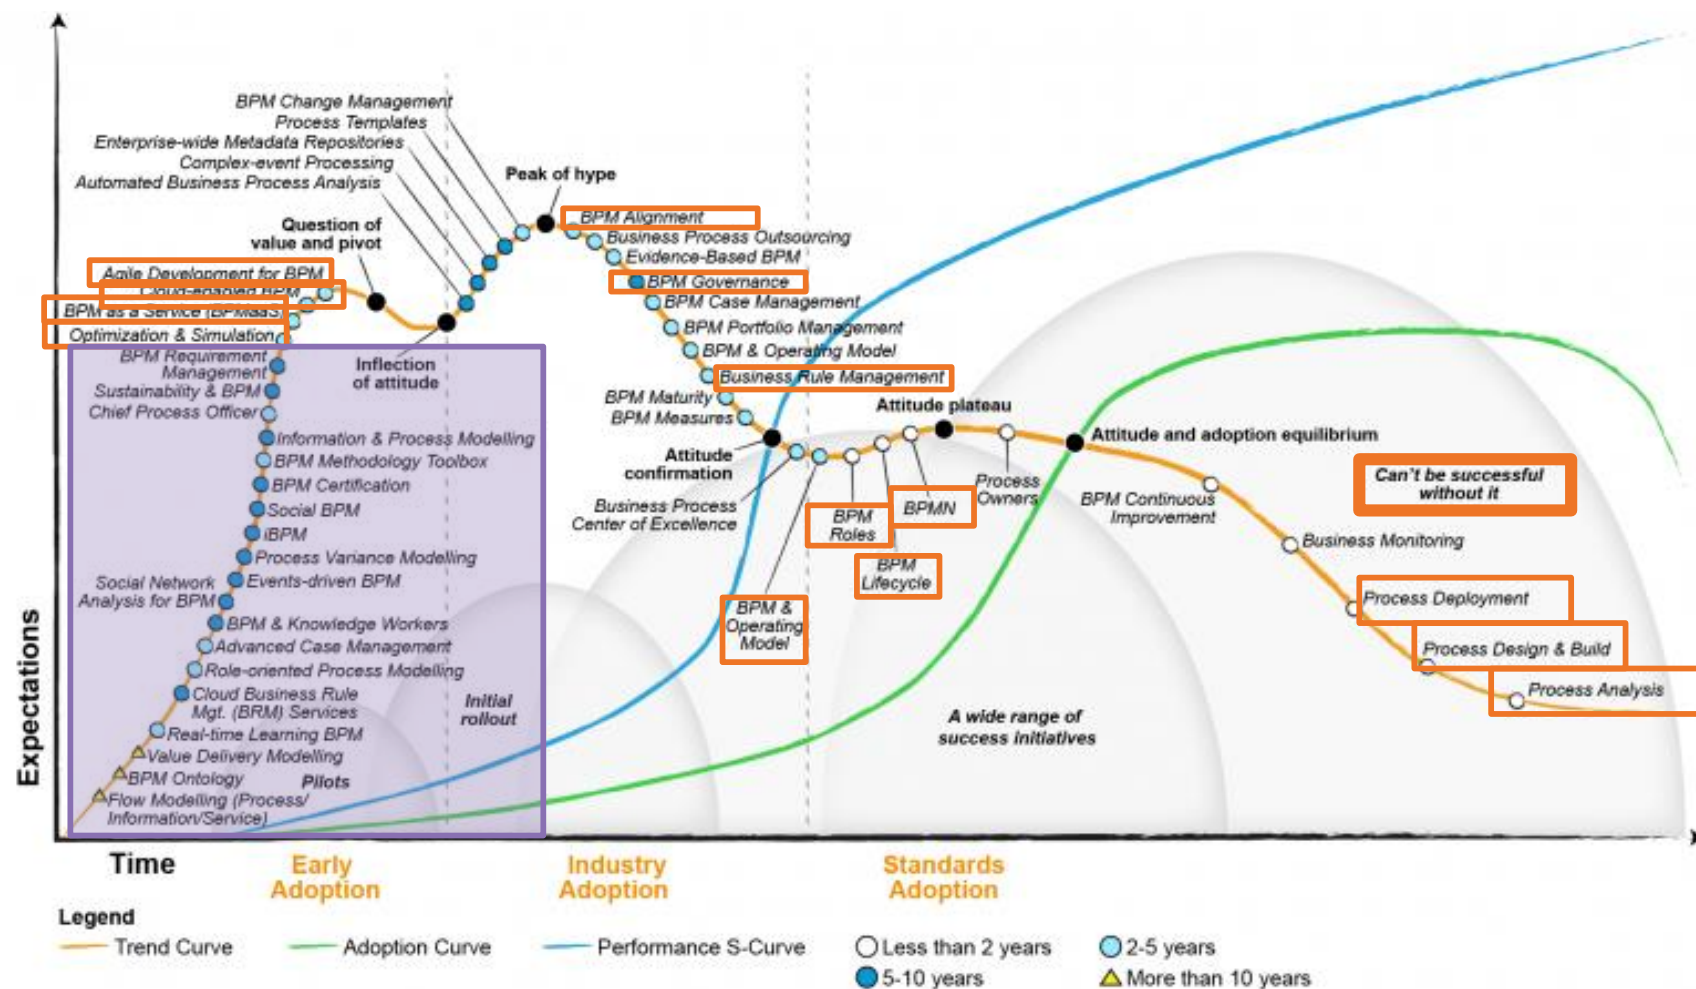 BPM Change Management
Process Templates
Enterprise-wide Metadata Repositories
Complex-event Processing
Automated Business Process Analysis
Peak of hype
Question of
value and pivot
BPM Alignment
Business Process Outsourcing
Evidence-Based BPM
Agile Development for BPM
Cloud-enabled BPM
BPM as a Service (BPMaaS)
Optimization & Simulation
BPM Governance
BPM Case Management
BPM Portfolio Management
BPM & Operating Model
Business Rule Management
BPM Maturity
BPM Measures
Inflection
of attitude
BPM Requirement
Management
Sustainability & BPM
Chief Process Officer
Information & Process Modelling
BPM Methodology Toolbox
BPM Certification
Social BPM
iBPM
Process Variance Modelling
Events-driven BPM
Social Network
Analysis for BPM
BPM & Knowledge Workers
Advanced Case Management
Role-oriented Process Modelling
Cloud Business Rule
Mgt. (BRM) Services
Real-time Learning BPM
Value Delivery Modelling
BPM Ontology
Flow Modelling (Process/
Information/Service)
Pilots
Initial
rollout
Attitude
confirmation
Attitude plateau
Attitude and adoption equilibrium
Business Process
Center of Excellence
BPM &
Operating
Model
BPM
Roles
BPM
Lifecycle
BPMN
Process
Owners
BPM Continuous
Improvement
Can't be successful
without it
Business Monitoring
Process Deployment
Process Design & Build
Process Analysis
A wide range of
success initiatives
Expectations
Time
Early
Adoption
Industry
Adoption
Standards
Adoption
Legend
Trend Curve
Adoption Curve
Performance S-Curve
Less than 2 years
2-5 years
5-10 years
More than 10 years